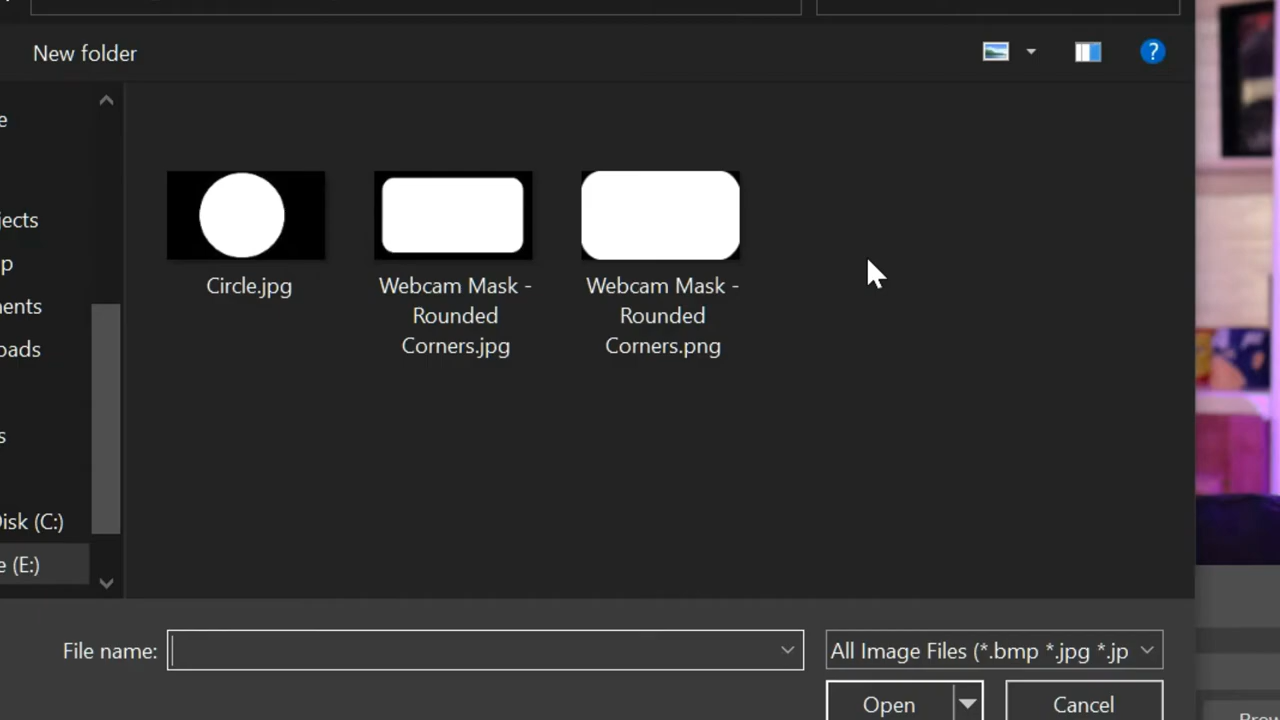 New folder
?
Circle.jpg
Webcam Mask -
Rounded
Corners.jpg
Webcam Mask -
Rounded
Corners.png
e
jects
p
ents
oads
s
Disk (C:)
e (E:)
File name:
All Image Files (*.bmp *.jpg *.jp
Open
Cancel